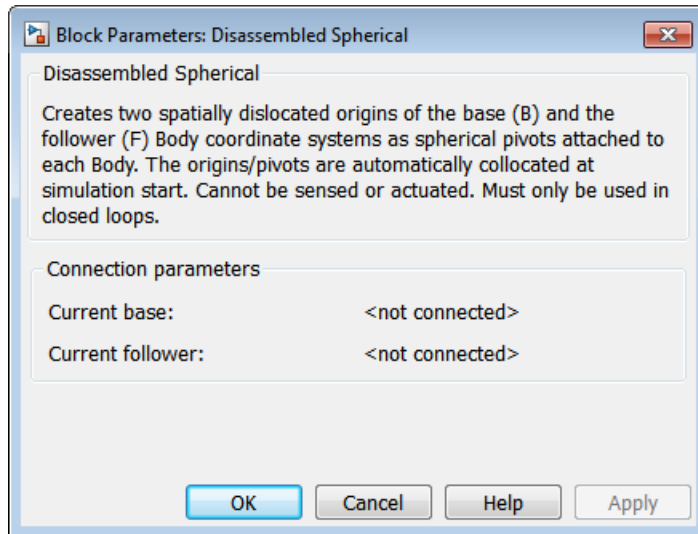 Block Parameters: Disassembled Spherical
Disassembled Spherical
Creates two spatially dislocated origins of the base (B) and the
follower (F) Body coordinate systems as spherical pivots attached to
each Body. The origins/pivots are automatically collocated at
simulation start. Cannot be sensed or actuated. Must only be used in
closed loops.
Connection parameters
Current base: <not connected>
Current follower: <not connected>
OK Cancel Help Apply